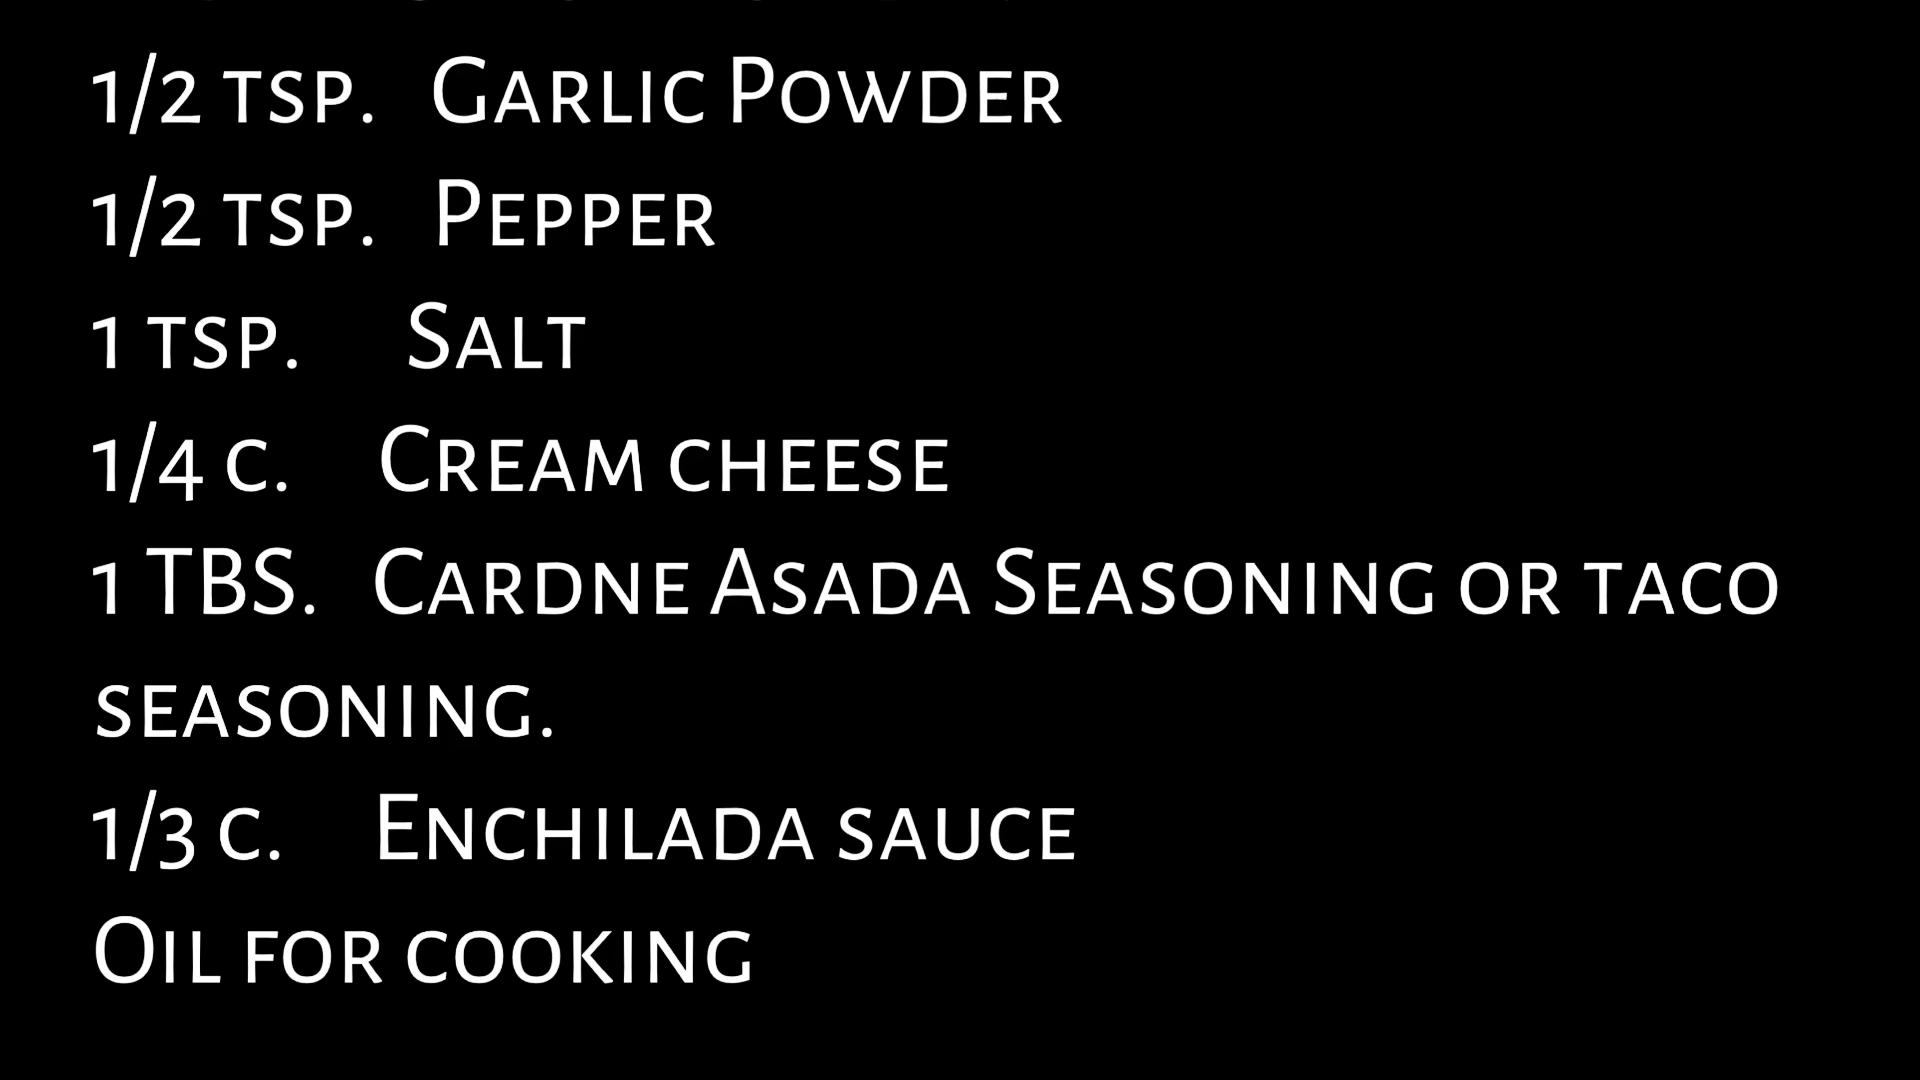 1/2 tsp. Garlic Powder
1/2 tsp. Pepper
1 tsp. Salt
1/4 c. Cream cheese
1 TBS. Cardne Asada Seasoning or taco
seasoning.
1/3 c. Enchilada sauce
Oil for cooking